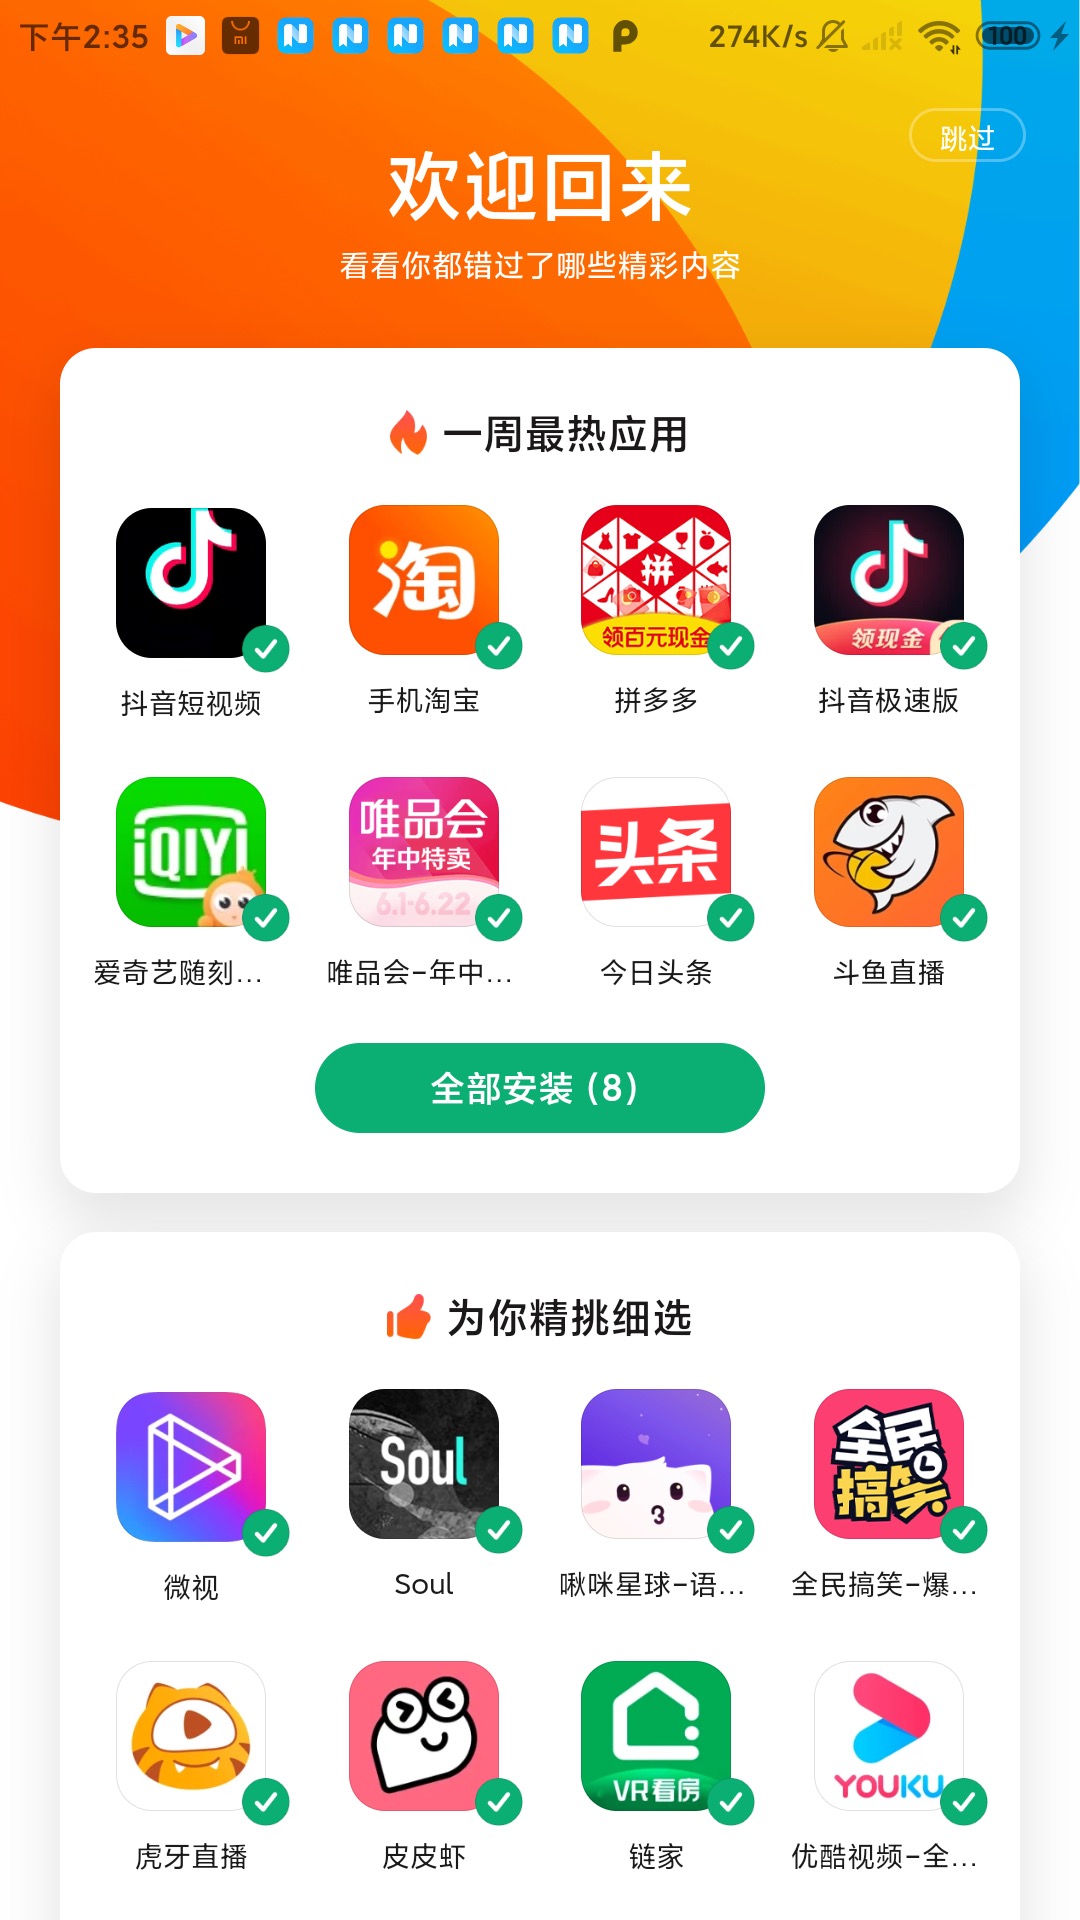 下午2:35
274K/s
100
跳过
欢迎回来
看看你都错过了哪些精彩内容
一周最热应用
淘
拼
领百元现金
领现金
抖音短视频
手机淘宝
拼多多
抖音极速版
iQIYI
唯品会
年中特卖
6.1-6.22
头条
爱奇艺随刻...
唯品会-年中...
今日头条
斗鱼直播
全部安装 (8)
为你精挑细选
Soul
全民
搞笑
微视
Soul
啾咪星球-语...
全民搞笑-爆...
VR看房
YOUKU
虎牙直播
皮皮虾
链家
优酷视频-全...